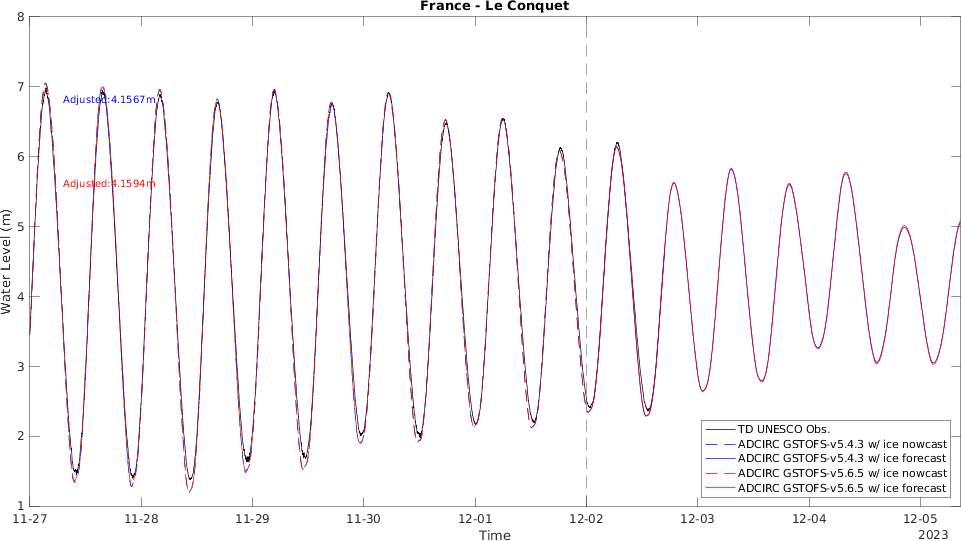 France - Le Conquet
8
7
6
5
4
3
2
1
Water Level (m)
Adjusted:4.1567m
Adjusted:4.1594m
TD UNESCO Obs.
ADCIRC GSTOFS-v5.4.3 w/ ice nowcast
ADCIRC GSTOFS-v5.4.3 w/ ice forecast
ADCIRC GSTOFS-v5.6.5 w/ ice nowcast
ADCIRC GSTOFS-v5.6.5 w/ ice forecast
11-27 11-28 11-29 11-30 12-01 12-02 12-03 12-04 12-05
Time
2023